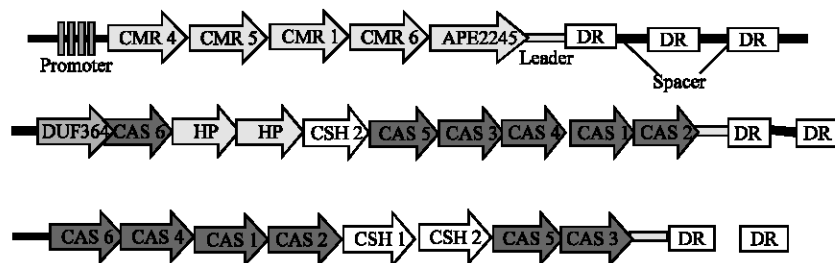 CMR 4 CMR 5 CMR 1 CMR 6 APE2245 DR DR DR
Promoter Leader Spacer
DUF364 CAS 6 HP HP CSH 2 CAS 5 CAS 3 CAS 4 CAS 1 CAS 2 DR DR
CAS 6 CAS 4 CAS 1 CAS 2 CSH 1 CSH 2 CAS 5 CAS 3 DR DR